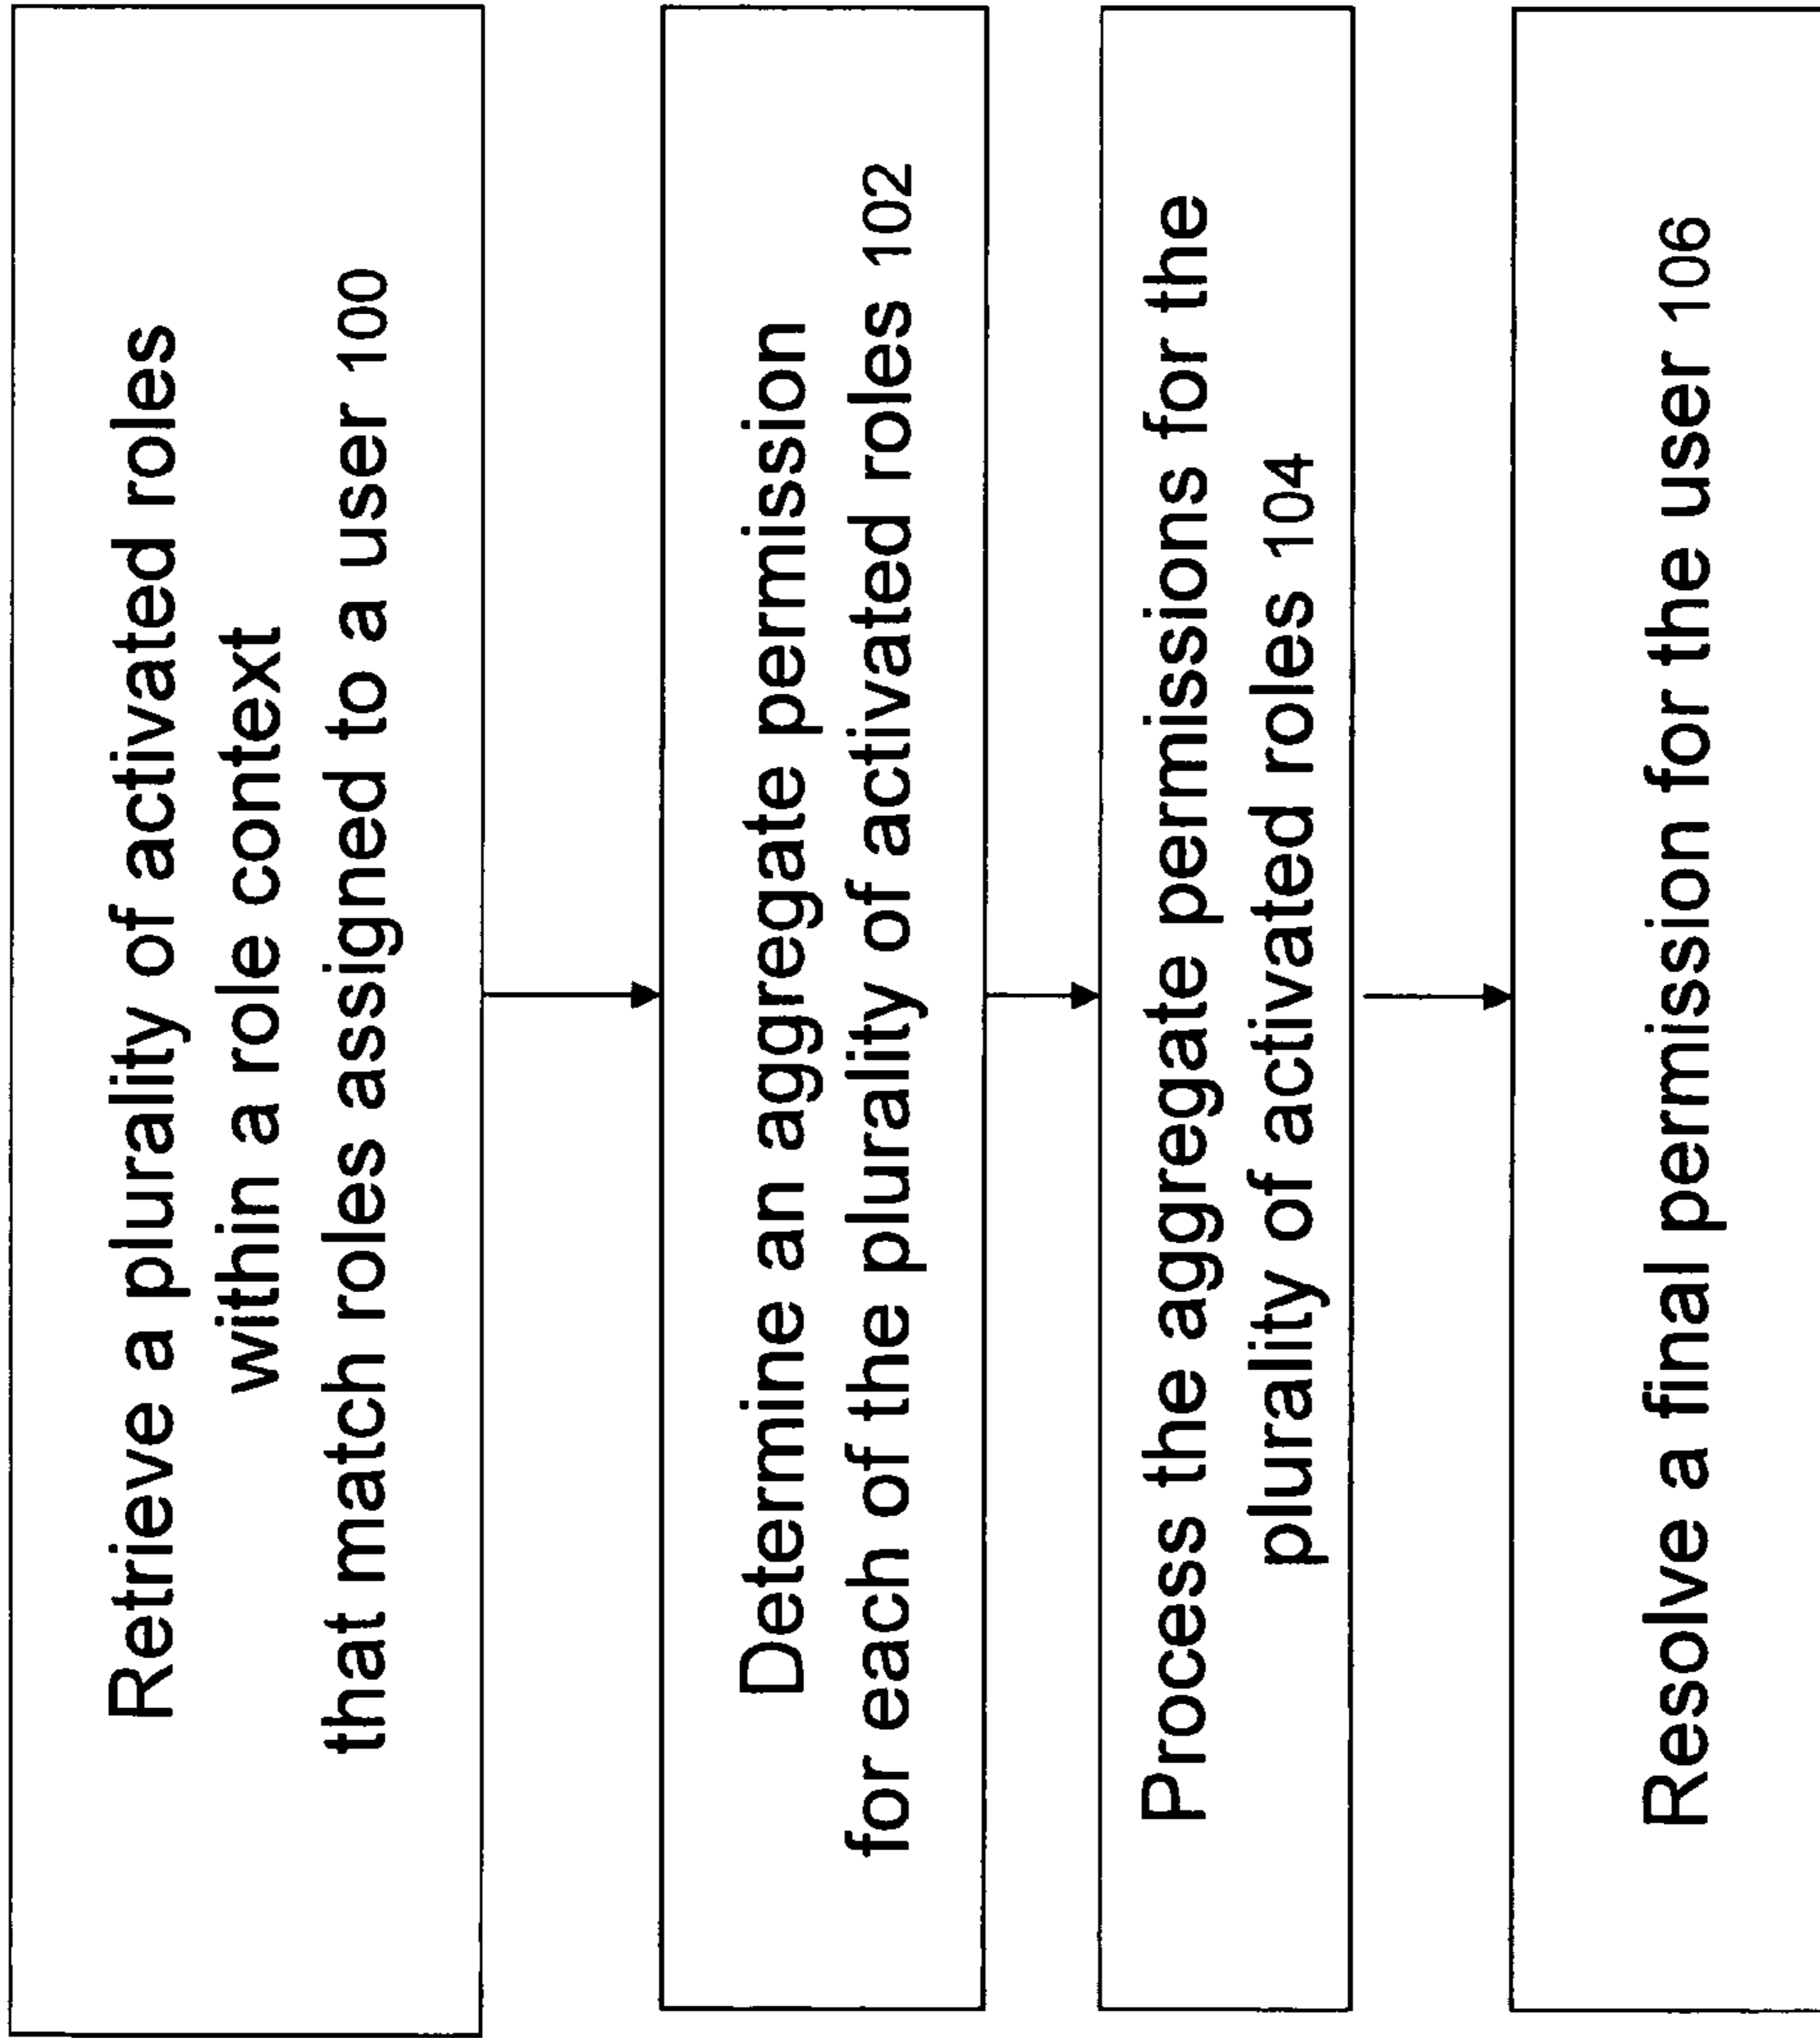 Retrieve a plurality of activated roles
within a role context
that match roles assigned to a user 100
Determine an aggregate permission
for each of the plurality of activated roles 102
Process the aggregate permissions for the
plurality of activated roles 104
Resolve a final permission for the user 106